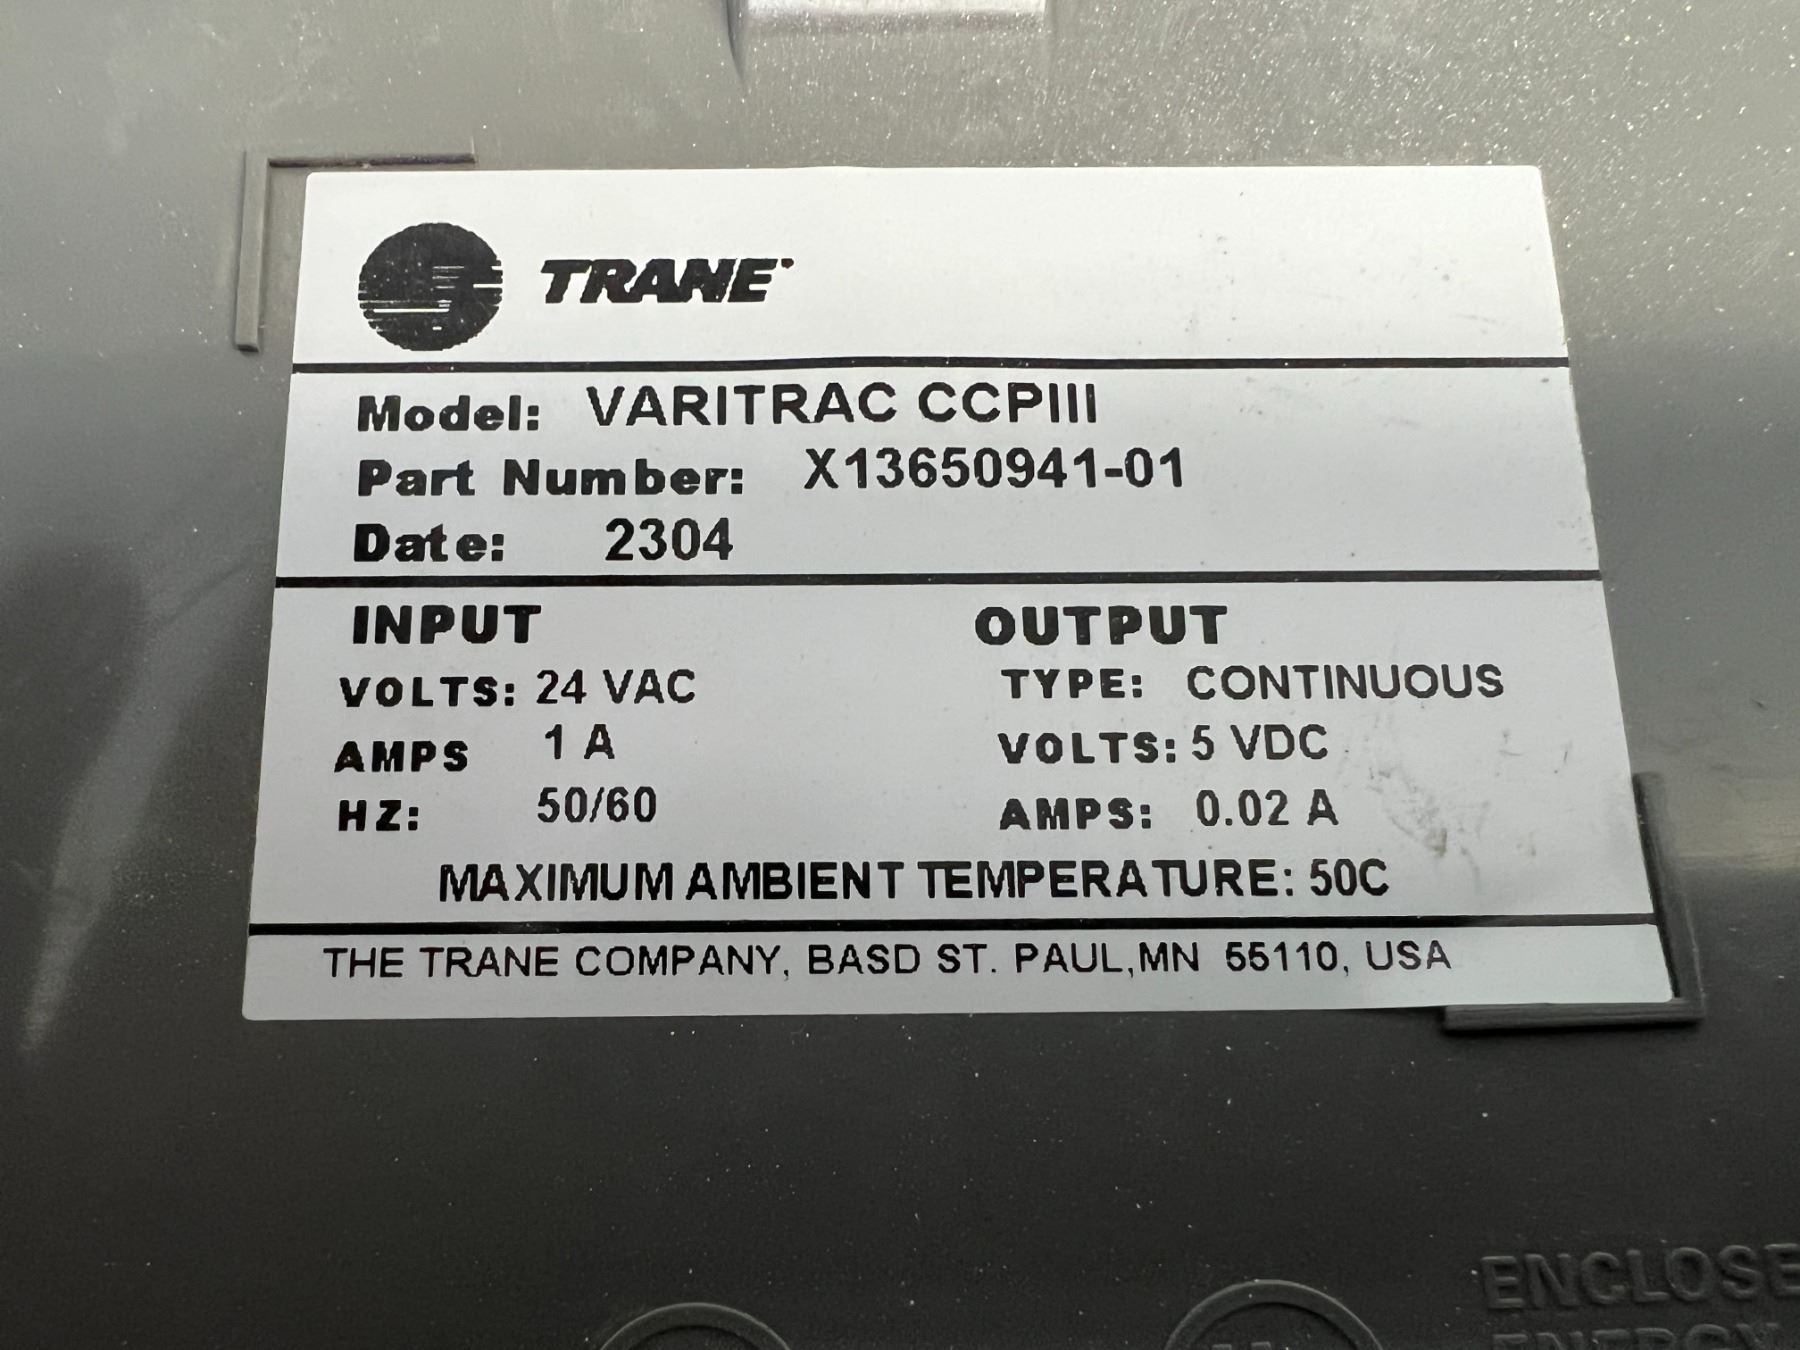 TRANE
Model: VARITRAC CCPIII
Part Number: X13650941-01
Date: 2304
INPUT
VOLTS: 24 VAC
AMPS 1 A
HZ: 50/60
OUTPUT
TYPE: CONTINUOUS
VOLTS: 5 VDC
AMPS: 0.02 A
MAXIMUM AMBIENT TEMPERATURE: 50C
THE TRANE COMPANY, BASD ST. PAUL,MN 55110, USA
ENCLOSE
ENERGY